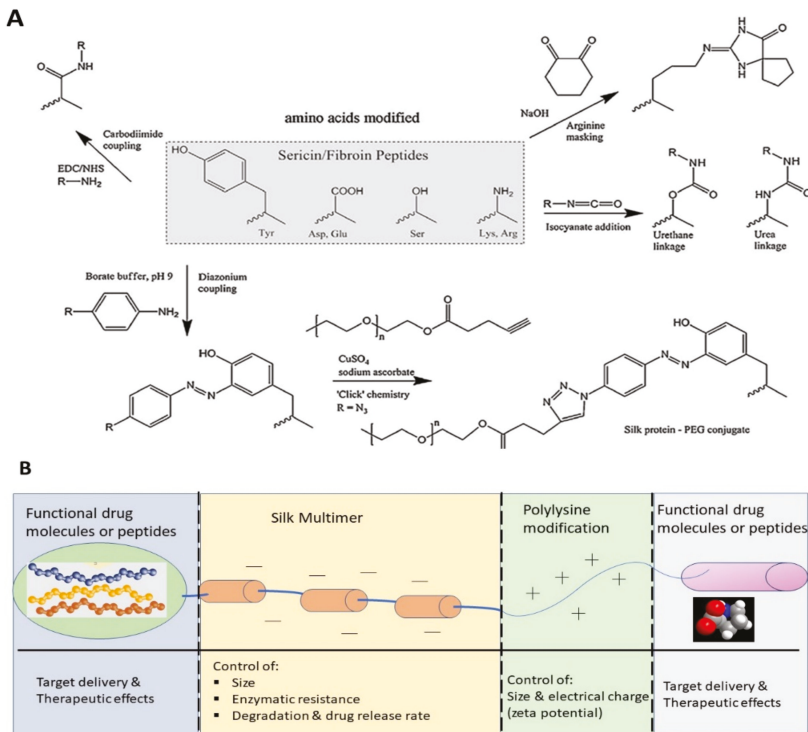 A
amino acids modified
Sericin/Fibroin Peptides
HO
COOH
OH
NH₂
Tyr
Asp, Glu
Ser
Lys, Arg
R
O
NH
Carbodiimide
coupling
EDC/NHS
R—NH₂
O
O
NaOH
Arginine
masking
N
HN
O
N
H
R—N=C=O
Isocyanate addition
R
NH
O
O
Urethane
linkage
R
NH
HN
O
Urea
linkage
Borate buffer, pH 9
Diazonium
coupling
R
NH₂
HO
N
N
R
O
n
O
O
CuSO₄
sodium ascorbate
'Click' chemistry
R = N₃
HO
N
N
N
N
N
O
n
O
Silk protein - PEG conjugate
B
Functional drug
molecules or peptides
Silk Multimer
Polylysine
modification
Functional drug
molecules or peptides
Target delivery &
Therapeutic effects
Control of:
▪ Size
▪ Enzymatic resistance
▪ Degradation & drug release rate
Control of:
Size & electrical charge
(zeta potential)
Target delivery &
Therapeutic effects